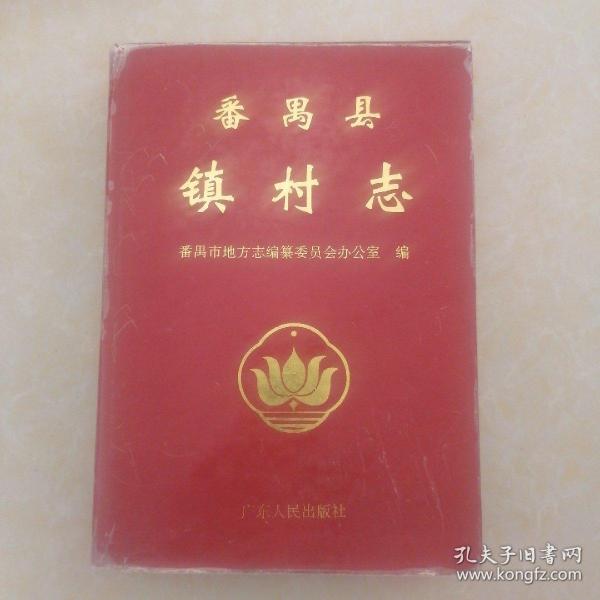 番禺县
镇村志
番禺市地方志编纂委员会办公室 编
广东人民出版社
孔夫子旧书网
www.kongfz.com